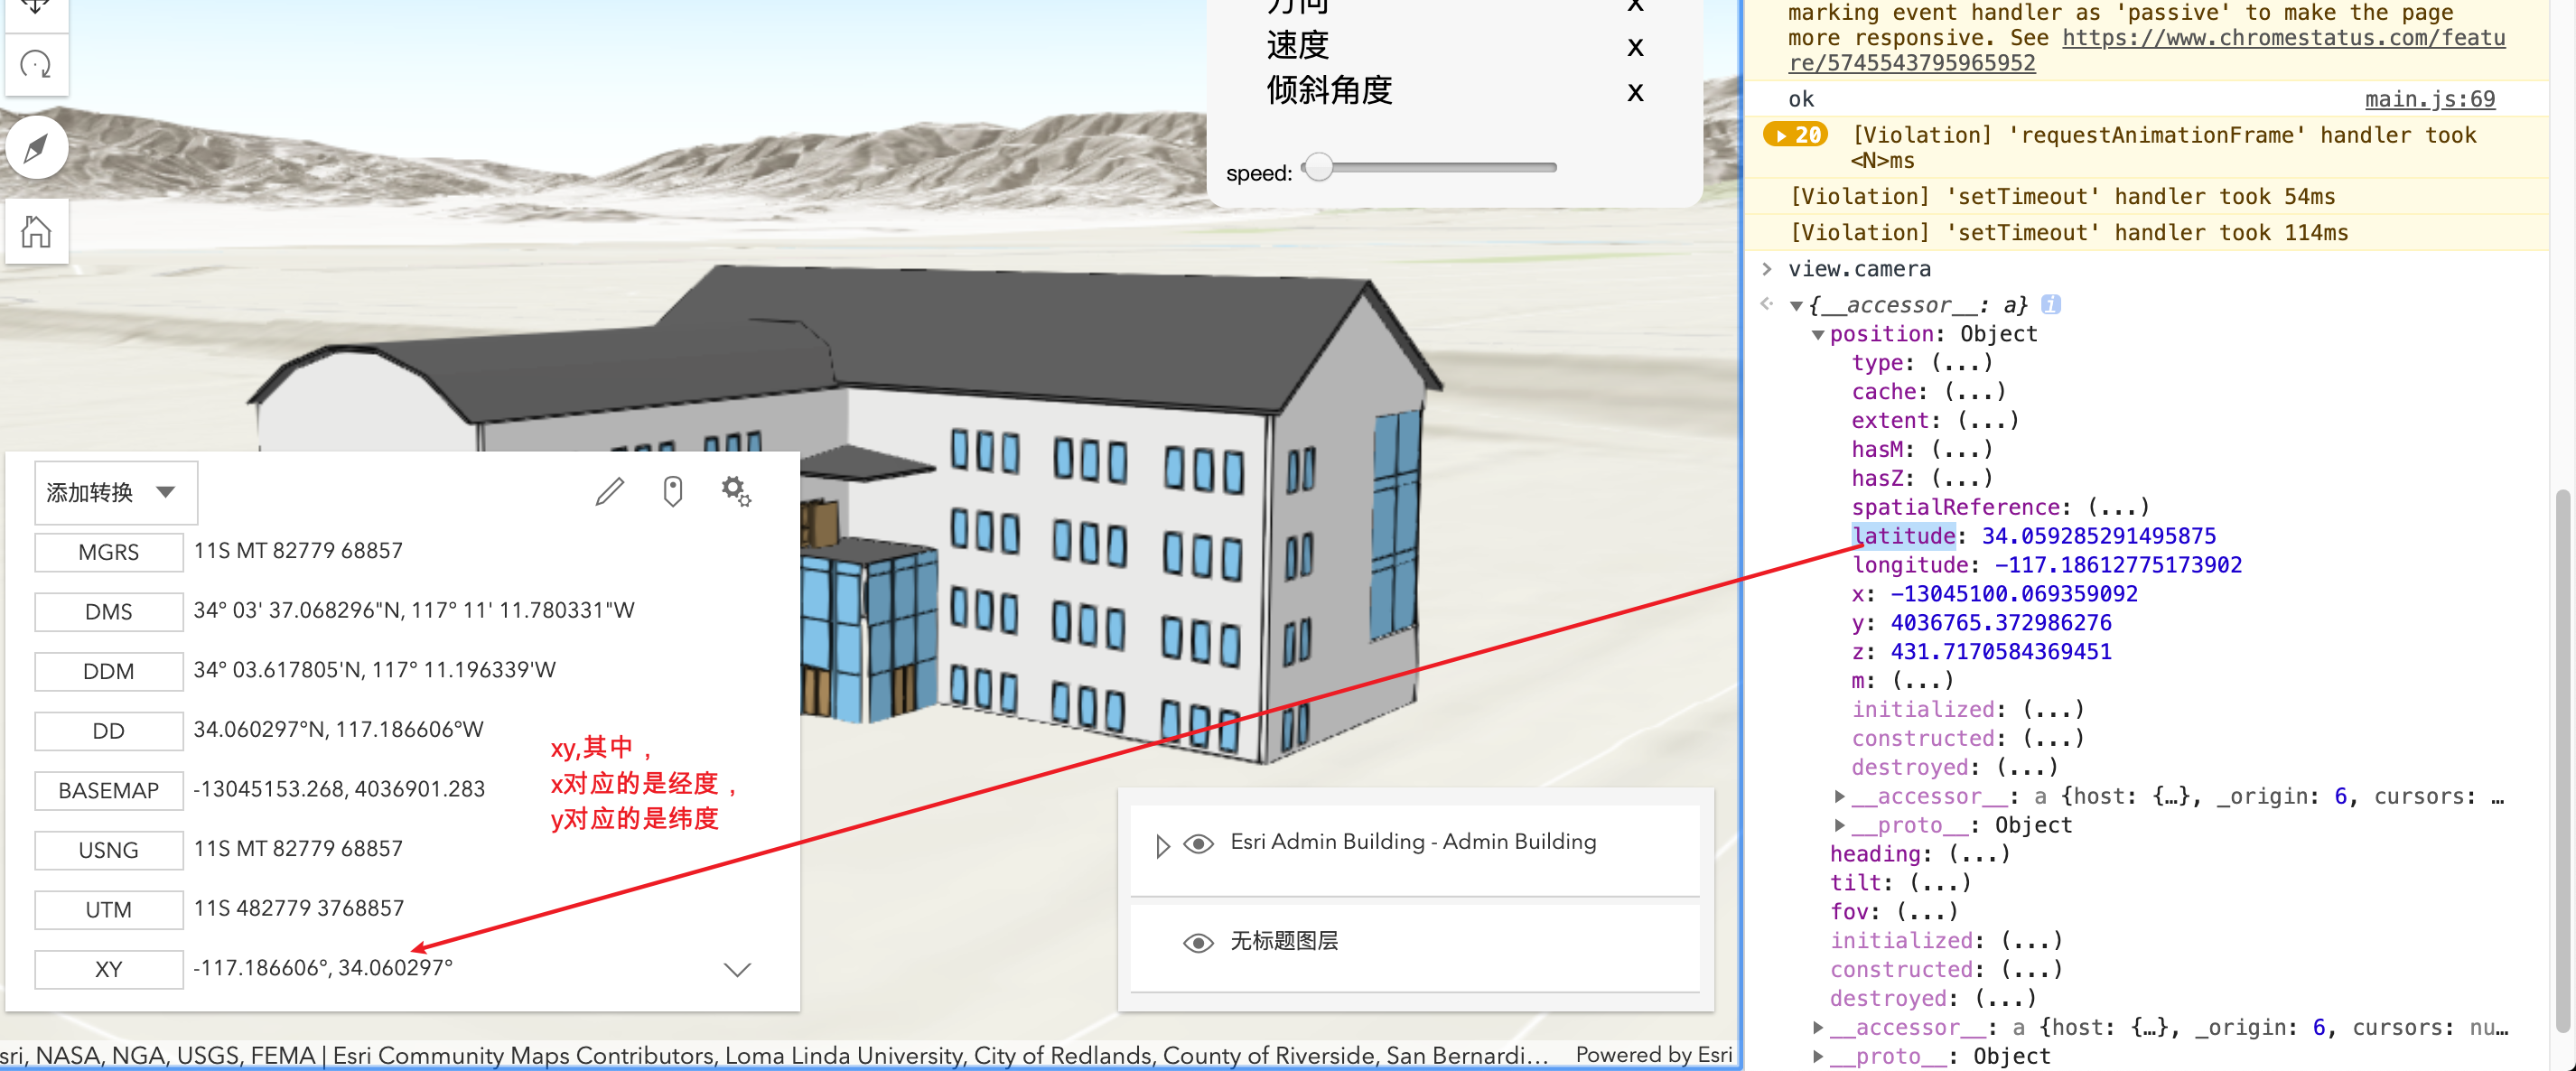 方向 x
速度 x
倾斜角度 x
speed:
添加转换
MGRS 11S MT 82779 68857
DMS 34° 03' 37.068296"N, 117° 11' 11.780331"W
DDM 34° 03.617805'N, 117° 11.196339'W
DD 34.060297°N, 117.186606°W
BASEMAP -13045153.268, 4036901.283
USNG 11S MT 82779 68857
UTM 11S 482779 3768857
XY -117.186606°, 34.060297°
xy,其中，
x对应的是经度，
y对应的是纬度
Esri Admin Building - Admin Building
无标题图层
sri, NASA, NGA, USGS, FEMA | Esri Community Maps Contributors, Loma Linda University, City of Redlands, County of Riverside, San Bernardi... Powered by Esri
marking event handler as 'passive' to make the page
more responsive. See https://www.chromestatus.com/featu
re/5745543795965952
ok main.js:69
20 [Violation] 'requestAnimationFrame' handler took
<N>ms
[Violation] 'setTimeout' handler took 54ms
[Violation] 'setTimeout' handler took 114ms
> view.camera
{__accessor__: a} i
position: Object
type: (...)
cache: (...)
extent: (...)
hasM: (...)
hasZ: (...)
spatialReference: (...)
latitude: 34.059285291495875
longitude: -117.18612775173902
x: -13045100.069359092
y: 4036765.372986276
z: 431.7170584369451
m: (...)
initialized: (...)
constructed: (...)
destroyed: (...)
__accessor__: a {host: {…}, _origin: 6, cursors: …
__proto__: Object
heading: (...)
tilt: (...)
fov: (...)
initialized: (...)
constructed: (...)
destroyed: (...)
__accessor__: a {host: {…}, _origin: 6, cursors: nu…
__proto__: Object